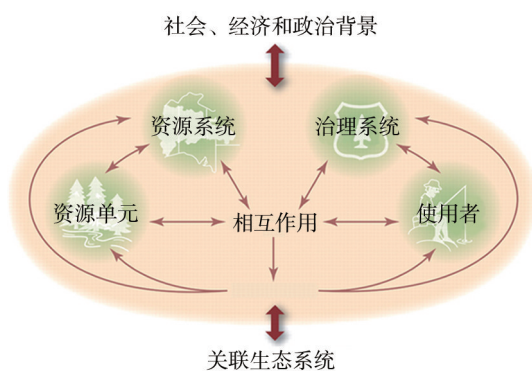 社会、经济和政治背景
资源系统
治理系统
资源单元
相互作用
使用者
关联生态系统